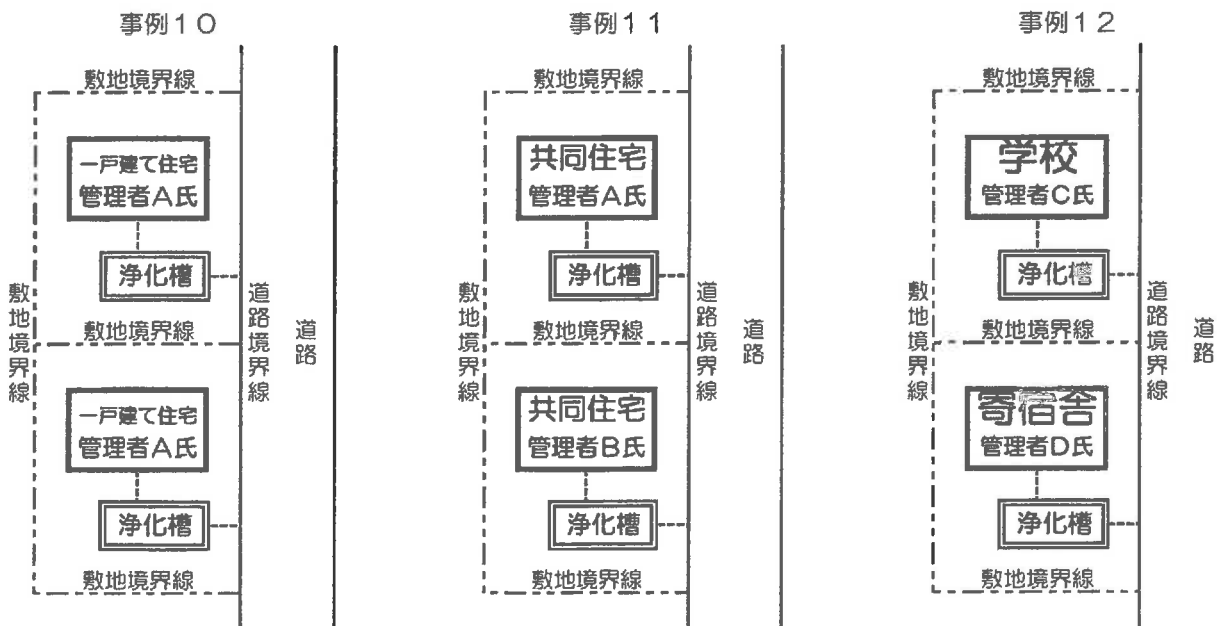 事例10
敷地境界線
一戸建て住宅
管理者A氏
浄化槽
敷地境界線
敷地境界線
一戸建て住宅
管理者A氏
浄化槽
敷地境界線
道路境界線
道路
事例11
敷地境界線
共同住宅
管理者A氏
浄化槽
敷地境界線
敷地境界線
共同住宅
管理者B氏
浄化槽
道路境界線
道路
事例12
敷地境界線
学校
管理者C氏
浄化槽
敷地境界線
敷地境界線
寄宿舎
管理者D氏
浄化槽
敷地境界線
道路境界線
道路